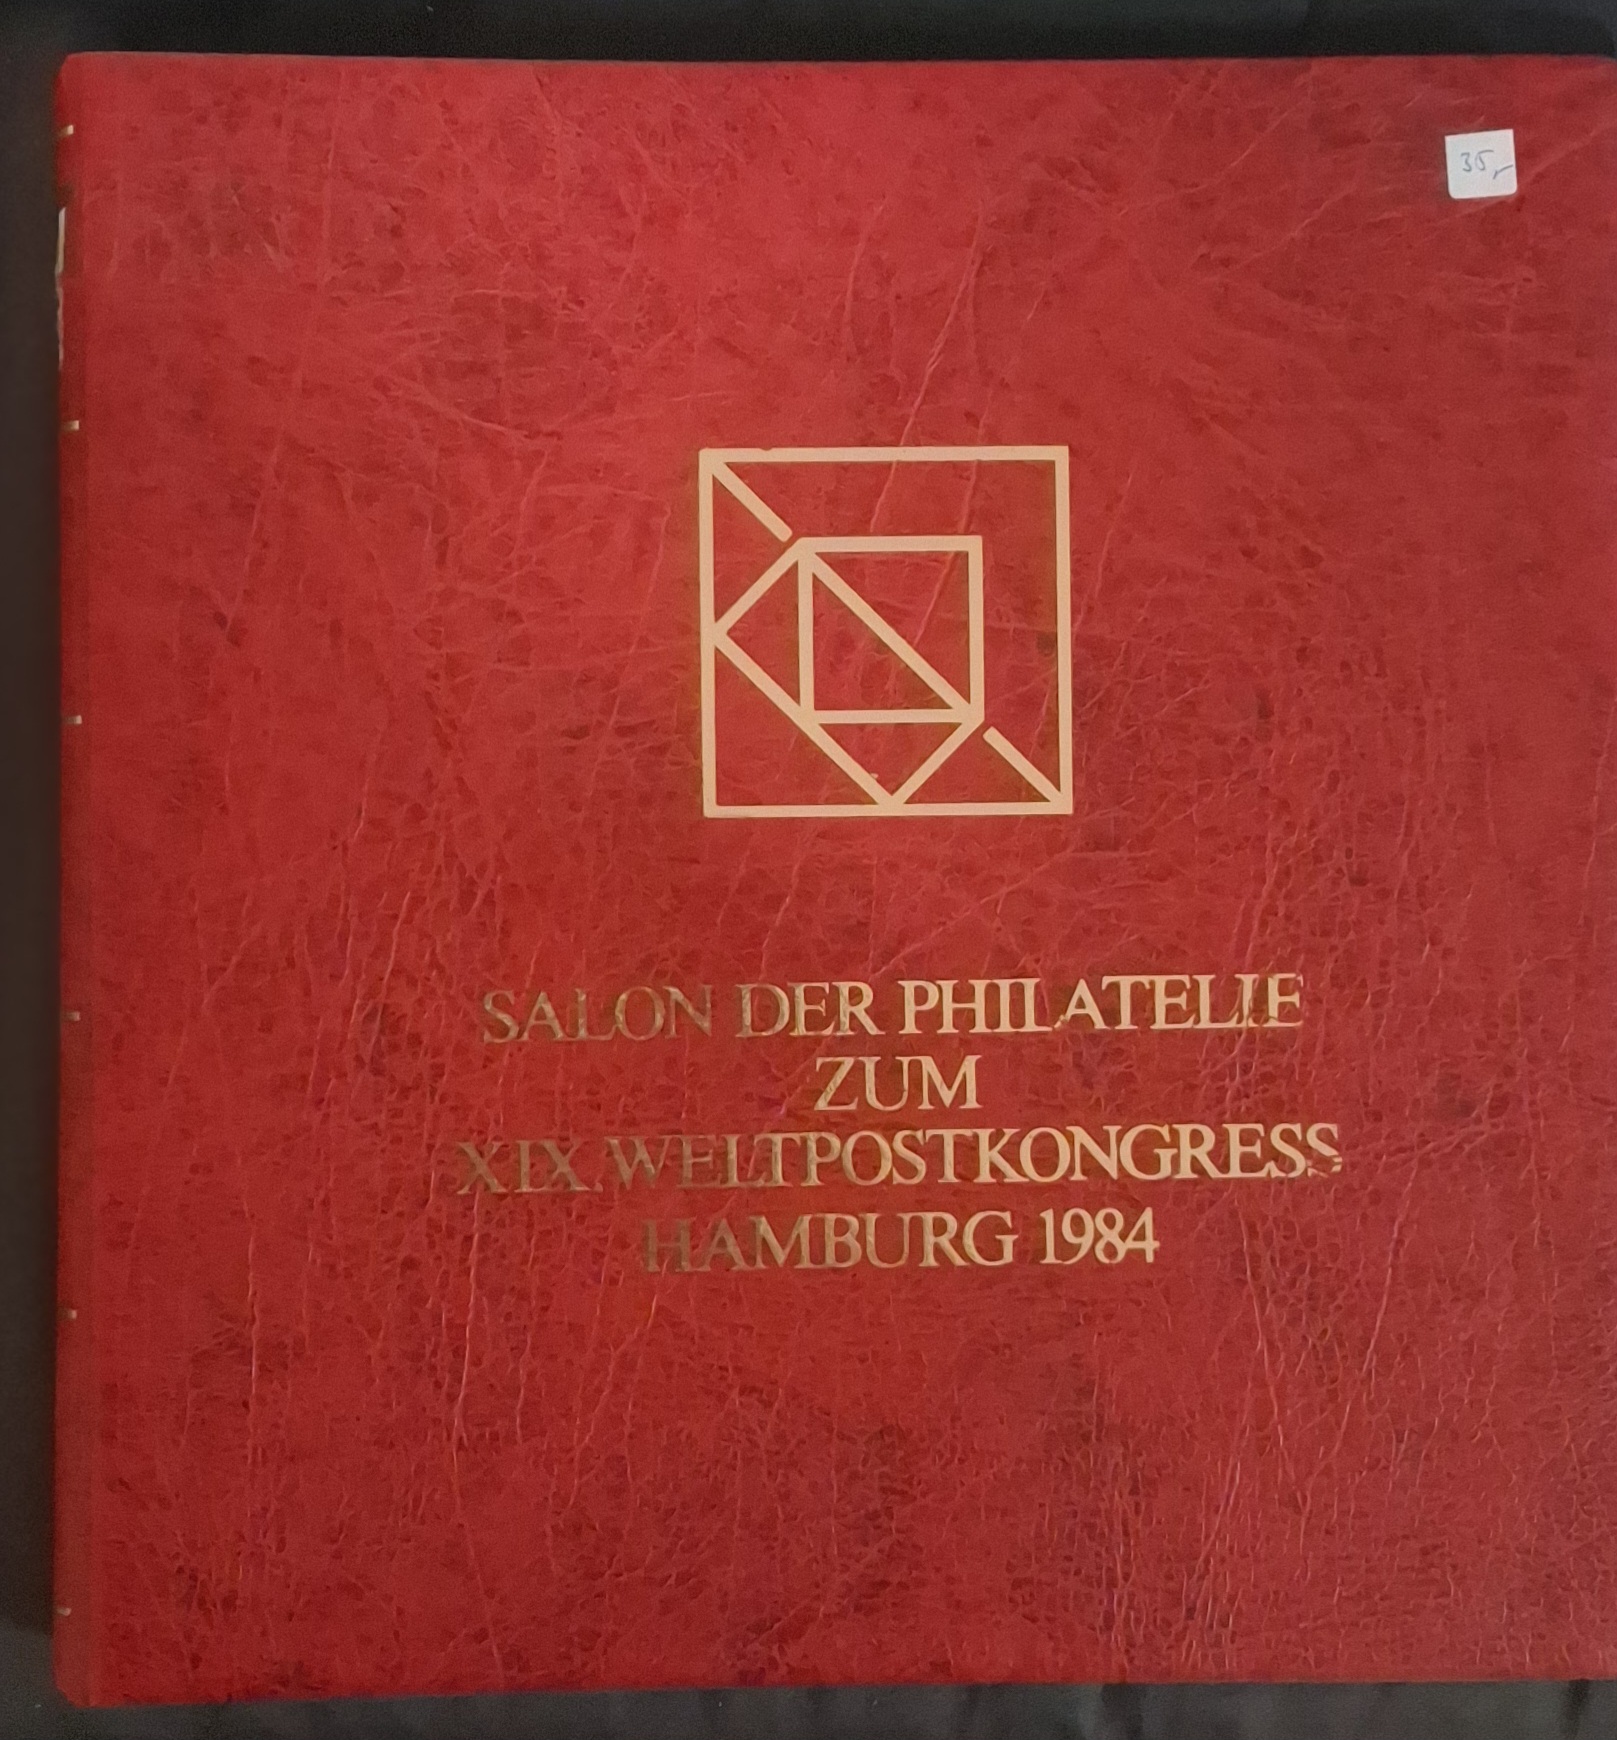 35,-
SALON DER PHILATELIE
ZUM
XIX. WELTPOSTKONGRESS
HAMBURG 1984